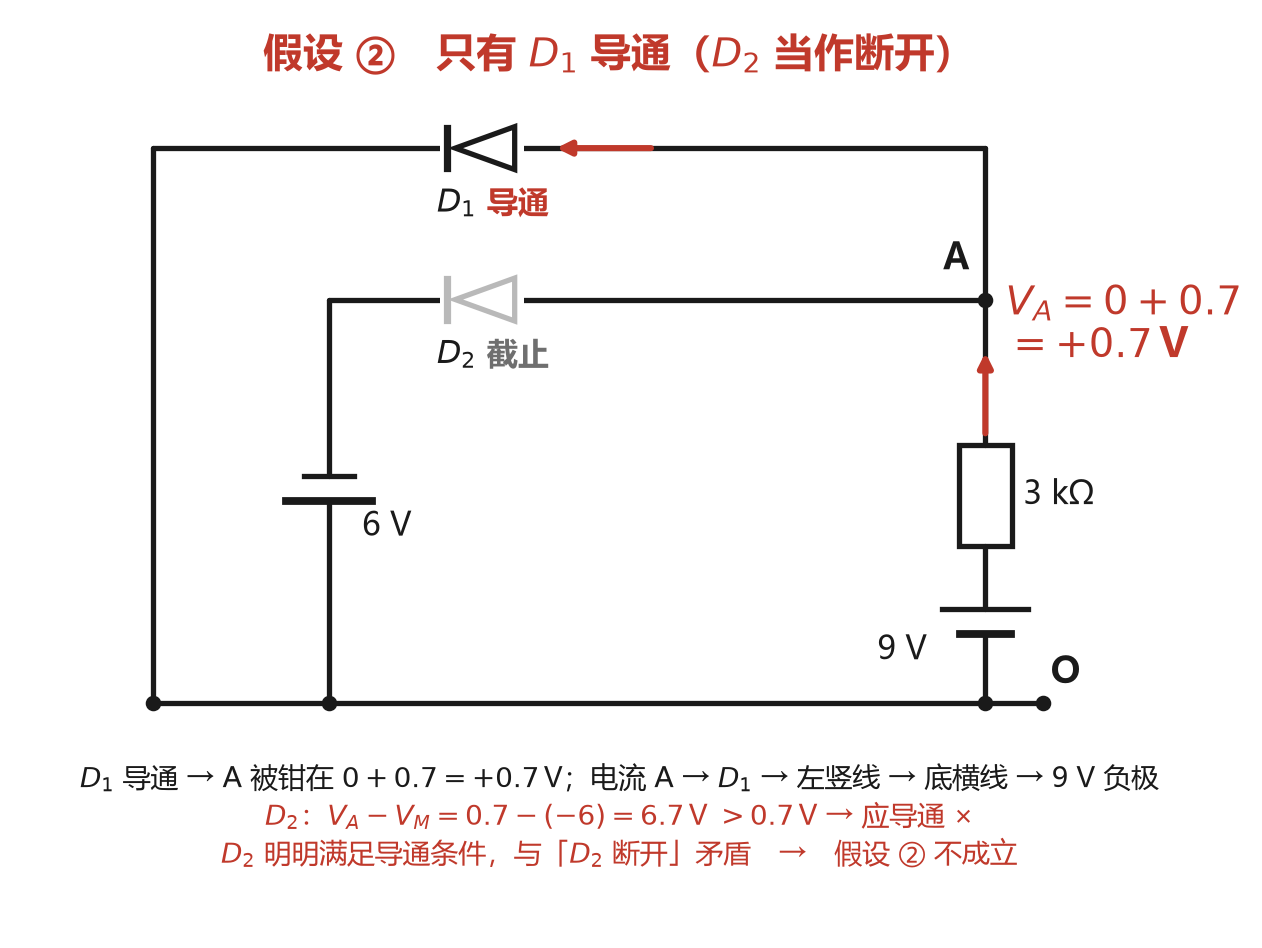 假设 ② 只有 D₁ 导通（D₂ 当作断开）
D₁ 导通
A
V_A = 0 + 0.7
= +0.7 V
D₂ 截止
3 kΩ
6 V
9 V
O
D₁ 导通 → A 被钳在 0 + 0.7 = +0.7 V；电流 A → D₁ → 左竖线 → 底横线 → 9 V 负极
D₂：V_A − V_M = 0.7 − (−6) = 6.7 V > 0.7 V → 应导通 ×
D₂ 明明满足导通条件，与「D₂ 断开」矛盾 → 假设 ② 不成立